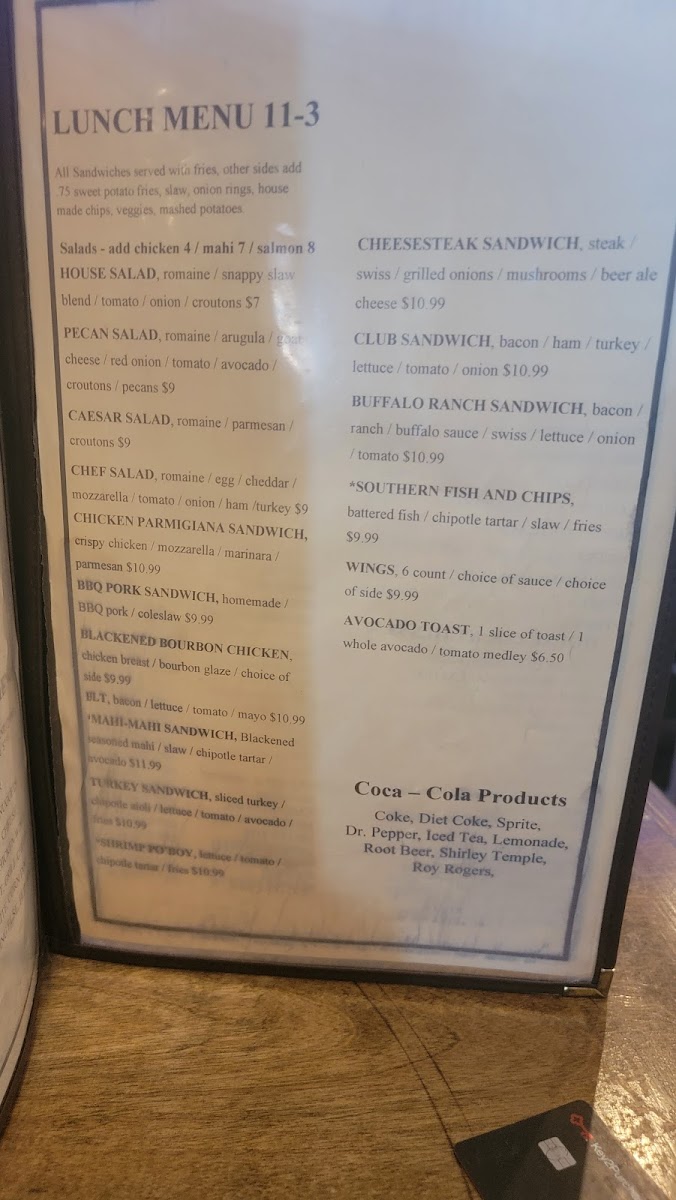 LUNCH MENU 11-3
All Sandwiches served with fries, other sides add
.75 sweet potato fries, slaw, onion rings, house
made chips, veggies, mashed potatoes.
Salads - add chicken 4 / mahi 7 / salmon 8
HOUSE SALAD, romaine / snappy slaw
blend / tomato / onion / croutons $7
PECAN SALAD, romaine / arugula / goat
cheese / red onion / tomato / avocado /
croutons / pecans $9
CAESAR SALAD, romaine / parmesan /
croutons $9
CHEF SALAD, romaine / egg / cheddar /
mozzarella / tomato / onion / ham /turkey $9
CHICKEN PARMIGIANA SANDWICH,
crispy chicken / mozzarella / marinara /
parmesan $10.99
BBQ PORK SANDWICH, homemade /
BBQ pork / coleslaw $9.99
BLACKENED BOURBON CHICKEN,
chicken breast / bourbon glaze / choice of
side $9.99
BLT, bacon / lettuce / tomato / mayo $10.99
*MAHI-MAHI SANDWICH, Blackened
seasoned mahi / slaw / chipotle tartar /
avocado $11.99
TURKEY SANDWICH, sliced turkey /
chipotle aioli / lettuce / tomato / avocado /
fries $10.99
*SHRIMP PO'BOY, lettuce / tomato /
chipotle tartar / fries $10.99
CHEESESTEAK SANDWICH, steak /
swiss / grilled onions / mushrooms / beer ale
cheese $10.99
CLUB SANDWICH, bacon / ham / turkey /
lettuce / tomato / onion $10.99
BUFFALO RANCH SANDWICH, bacon /
ranch / buffalo sauce / swiss / lettuce / onion
/ tomato $10.99
*SOUTHERN FISH AND CHIPS,
battered fish / chipotle tartar / slaw / fries
$9.99
WINGS, 6 count / choice of sauce / choice
of side $9.99
AVOCADO TOAST, 1 slice of toast / 1
whole avocado / tomato medley $6.50
Coca – Cola Products
Coke, Diet Coke, Sprite,
Dr. Pepper, Iced Tea, Lemonade,
Root Beer, Shirley Temple,
Roy Rogers,